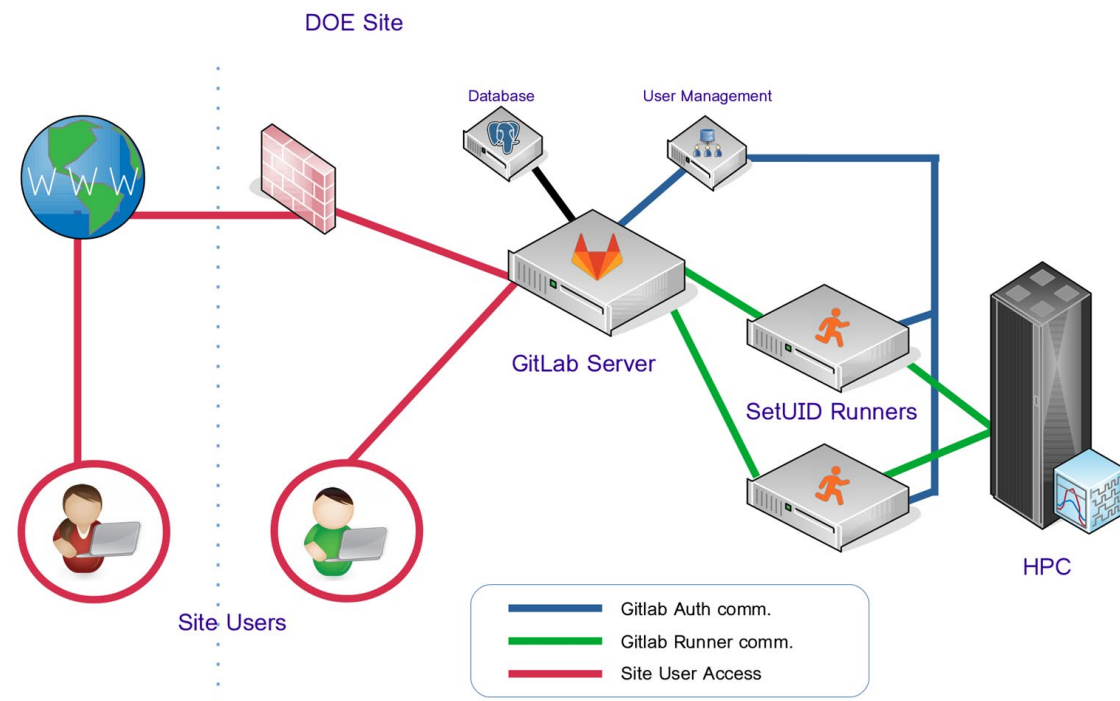 DOE Site
Database
User Management
W W W
GitLab Server
SetUID Runners
HPC
Site Users
Gitlab Auth comm.
Gitlab Runner comm.
Site User Access